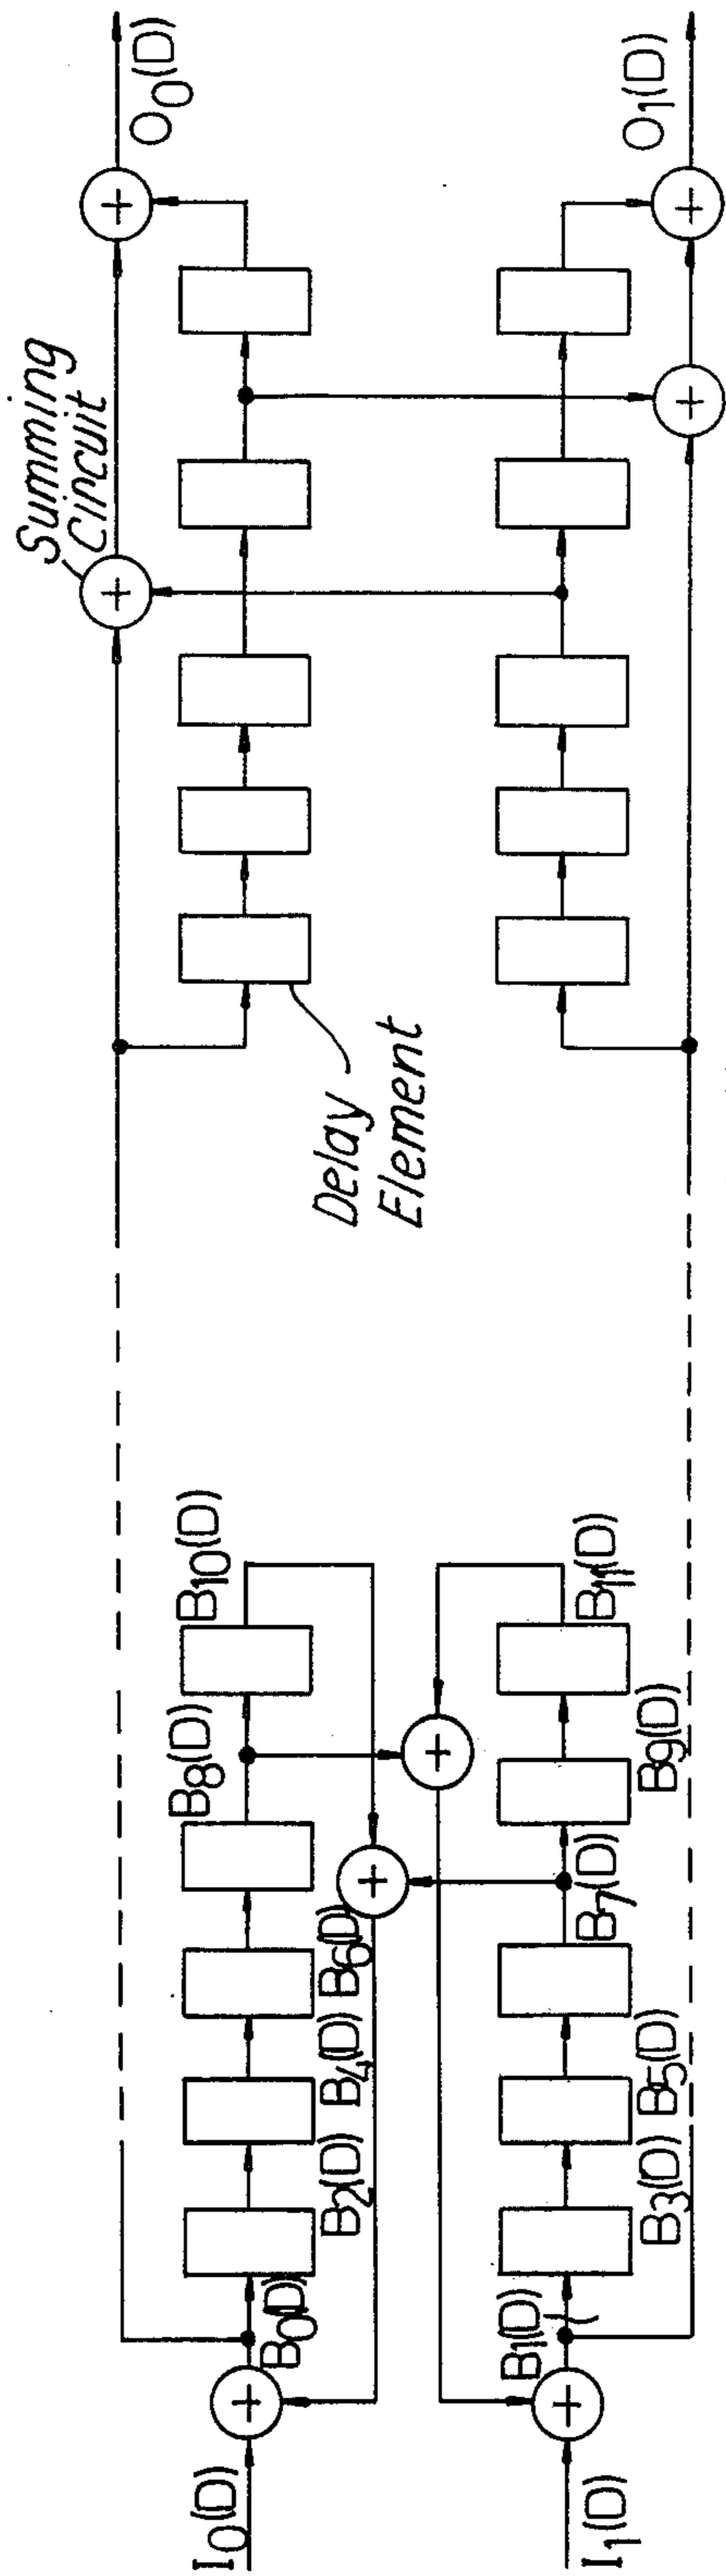 I₀(D)
B₀(D)
B₂(D)
B₄(D)
B₆(D)
B₈(D)
B₁₀(D)
I₁(D)
B₁(D)
B₃(D)
B₅(D)
B₇(D)
B₉(D)
B₁₁(D)
Delay
Element
Summing
Circuit
O₀(D)
O₁(D)